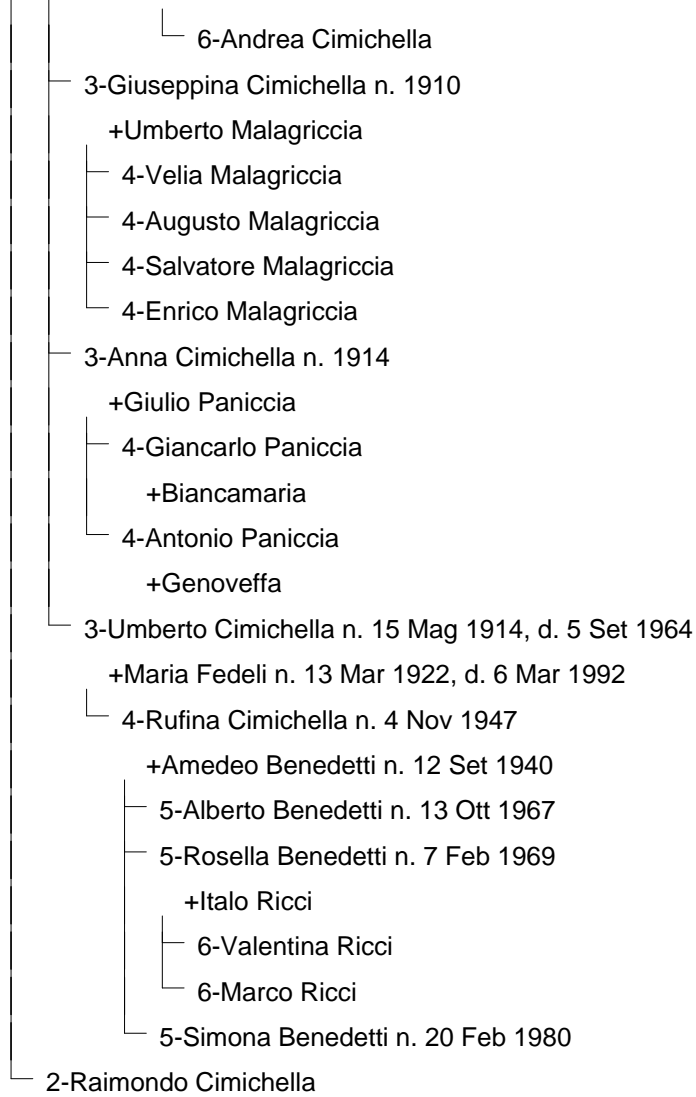 6-Andrea Cimichella
3-Giuseppina Cimichella n. 1910
+Umberto Malagriccia
4-Velia Malagriccia
4-Augusto Malagriccia
4-Salvatore Malagriccia
4-Enrico Malagriccia
3-Anna Cimichella n. 1914
+Giulio Paniccia
4-Giancarlo Paniccia
+Biancamaria
4-Antonio Paniccia
+Genoveffa
3-Umberto Cimichella n. 15 Mag 1914, d. 5 Set 1964
+Maria Fedeli n. 13 Mar 1922, d. 6 Mar 1992
4-Rufina Cimichella n. 4 Nov 1947
+Amedeo Benedetti n. 12 Set 1940
5-Alberto Benedetti n. 13 Ott 1967
5-Rosella Benedetti n. 7 Feb 1969
+Italo Ricci
6-Valentina Ricci
6-Marco Ricci
5-Simona Benedetti n. 20 Feb 1980
2-Raimondo Cimichella